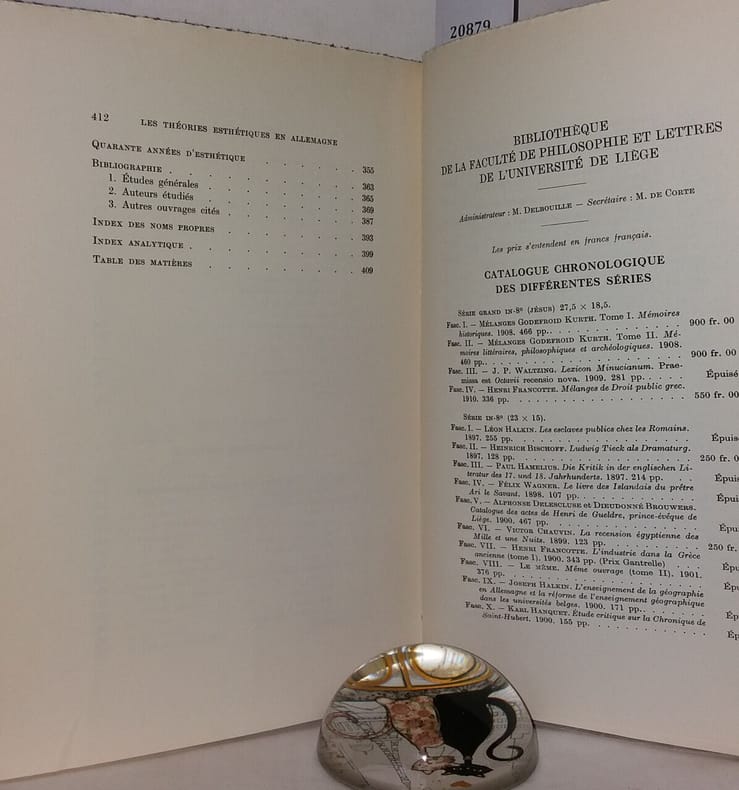 20879
412 LES THÉORIES ESTHÉTIQUES EN ALLEMAGNE
QUARANTE ANNÉES D'ESTHÉTIQUE . . . . . 355
BIBLIOGRAPHIE . . . . . . . . . 363
1. Études générales . . . . . . . 365
2. Auteurs étudiés . . . . . . . 369
3. Autres ouvrages cités . . . . . . 387
INDEX DES NOMS PROPRES . . . . . . 393
INDEX ANALYTIQUE . . . . . . . . 399
TABLE DES MATIÈRES . . . . . . . 409
BIBLIOTHÈQUE
DE LA FACULTÉ DE PHILOSOPHIE ET LETTRES
DE L'UNIVERSITÉ DE LIÈGE
Administrateur : M. DELBOUILLE — Secrétaire : M. DE CORTE
Les prix s'entendent en francs français.
CATALOGUE CHRONOLOGIQUE
DES DIFFÉRENTES SÉRIES
SÉRIE GRAND IN-8º (JÉSUS) 27,5 × 18,5.
Fasc. I. — MÉLANGES GODEFROID KURTH. Tome I. Mémoires
historiques. 1908. 466 pp. . . . . . . . . . 900 fr. 00
Fasc. II. — MÉLANGES GODEFROID KURTH. Tome II. Mé-
moires littéraires, philosophiques et archéologiques. 1908.
460 pp. . . . . . . . . . . . . 900 fr. 00
Fasc. III. — J. P. WALTZING. Lexicon Minucianum. Prae-
missa est Octavii recensio nova. 1909. 281 pp. . . . . Épuisé
Fasc. IV. — HENRI FRANCOTTE. Mélanges de Droit public grec.
1910. 336 pp. . . . . . . . . . . . 550 fr. 00
SÉRIE IN-8º (23 × 15).
Fasc. I. — LÉON HALKIN. Les esclaves publics chez les Romains.
1897. 255 pp. . . . . . . . . . . . Épuis
Fasc. II. — HEINRICH BISCHOFF. Ludwig Tieck als Dramaturg.
1897. 128 pp. . . . . . . . . . . . 250 fr. 0
Fasc. III. — PAUL HAMELIUS. Die Kritik in der englischen Li-
teratur des 17. und 18. Jahrhunderts. 1897. 214 pp. . . Épuis
Fasc. IV. — FÉLIX WAGNER. Le livre des Islandais du prêtre
Ari le Savant. 1898. 107 pp. . . . . . . . . Épuis
Fasc. V. — ALPHONSE DELESCLUSE et DIEUDONNÉ BROUWERS.
Catalogue des actes de Henri de Gueldre, prince-évêque de
Liège. 1900. 467 pp. . . . . . . . . . . Épu
Fasc. VI. — VICTOR CHAUVIN. La recension égyptienne des
Mille et une Nuits. 1899. 123 pp. . . . . . . . 250 fr.
Fasc. VII. — HENRI FRANCOTTE. L'industrie dans la Grèce
ancienne (tome I). 1900. 343 pp. (Prix Gantrelle) . . . Épu
Fasc. VIII. — LE MÊME. Même ouvrage (tome II). 1901.
376 pp. . . . . . . . . . . . . . Épu
Fasc. IX. — JOSEPH HALKIN. L'enseignement de la géographie
en Allemagne et la réforme de l'enseignement géographique
dans les universités belges. 1900. 171 pp. . . . . . Ép
Fasc. X. — KARL HANQUET. Étude critique sur la Chronique de
Saint-Hubert. 1900. 155 pp. . . . . . . . . Ép